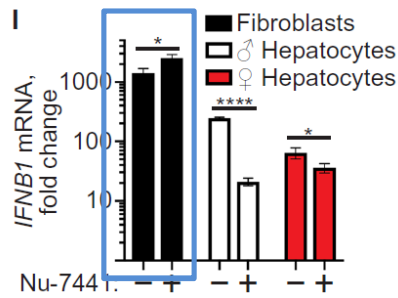 I
Fibroblasts
♂ Hepatocytes
♀ Hepatocytes
IFNB1 mRNA,
fold change
1000
100
10
*
****
*
Nu-7441: − + − + − +